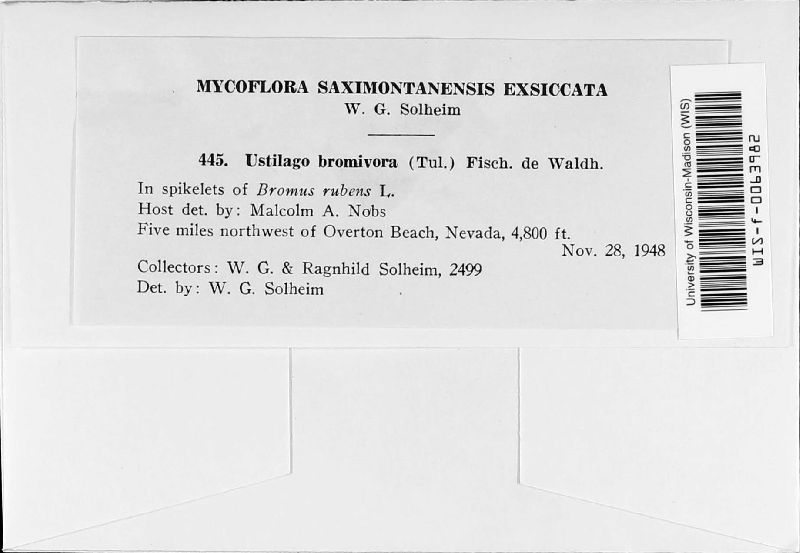 MYCOFLORA SAXIMONTANENSIS EXSICCATA
W. G. Solheim
445. Ustilago bromivora (Tul.) Fisch. de Waldh.
In spikelets of Bromus rubens L.
Host det. by: Malcolm A. Nobs
Five miles northwest of Overton Beach, Nevada, 4,800 ft.
Nov. 28, 1948
Collectors: W. G. & Ragnhild Solheim, 2499
Det. by: W. G. Solheim
University of Wisconsin-Madison (WIS)
WIS-f-0069382